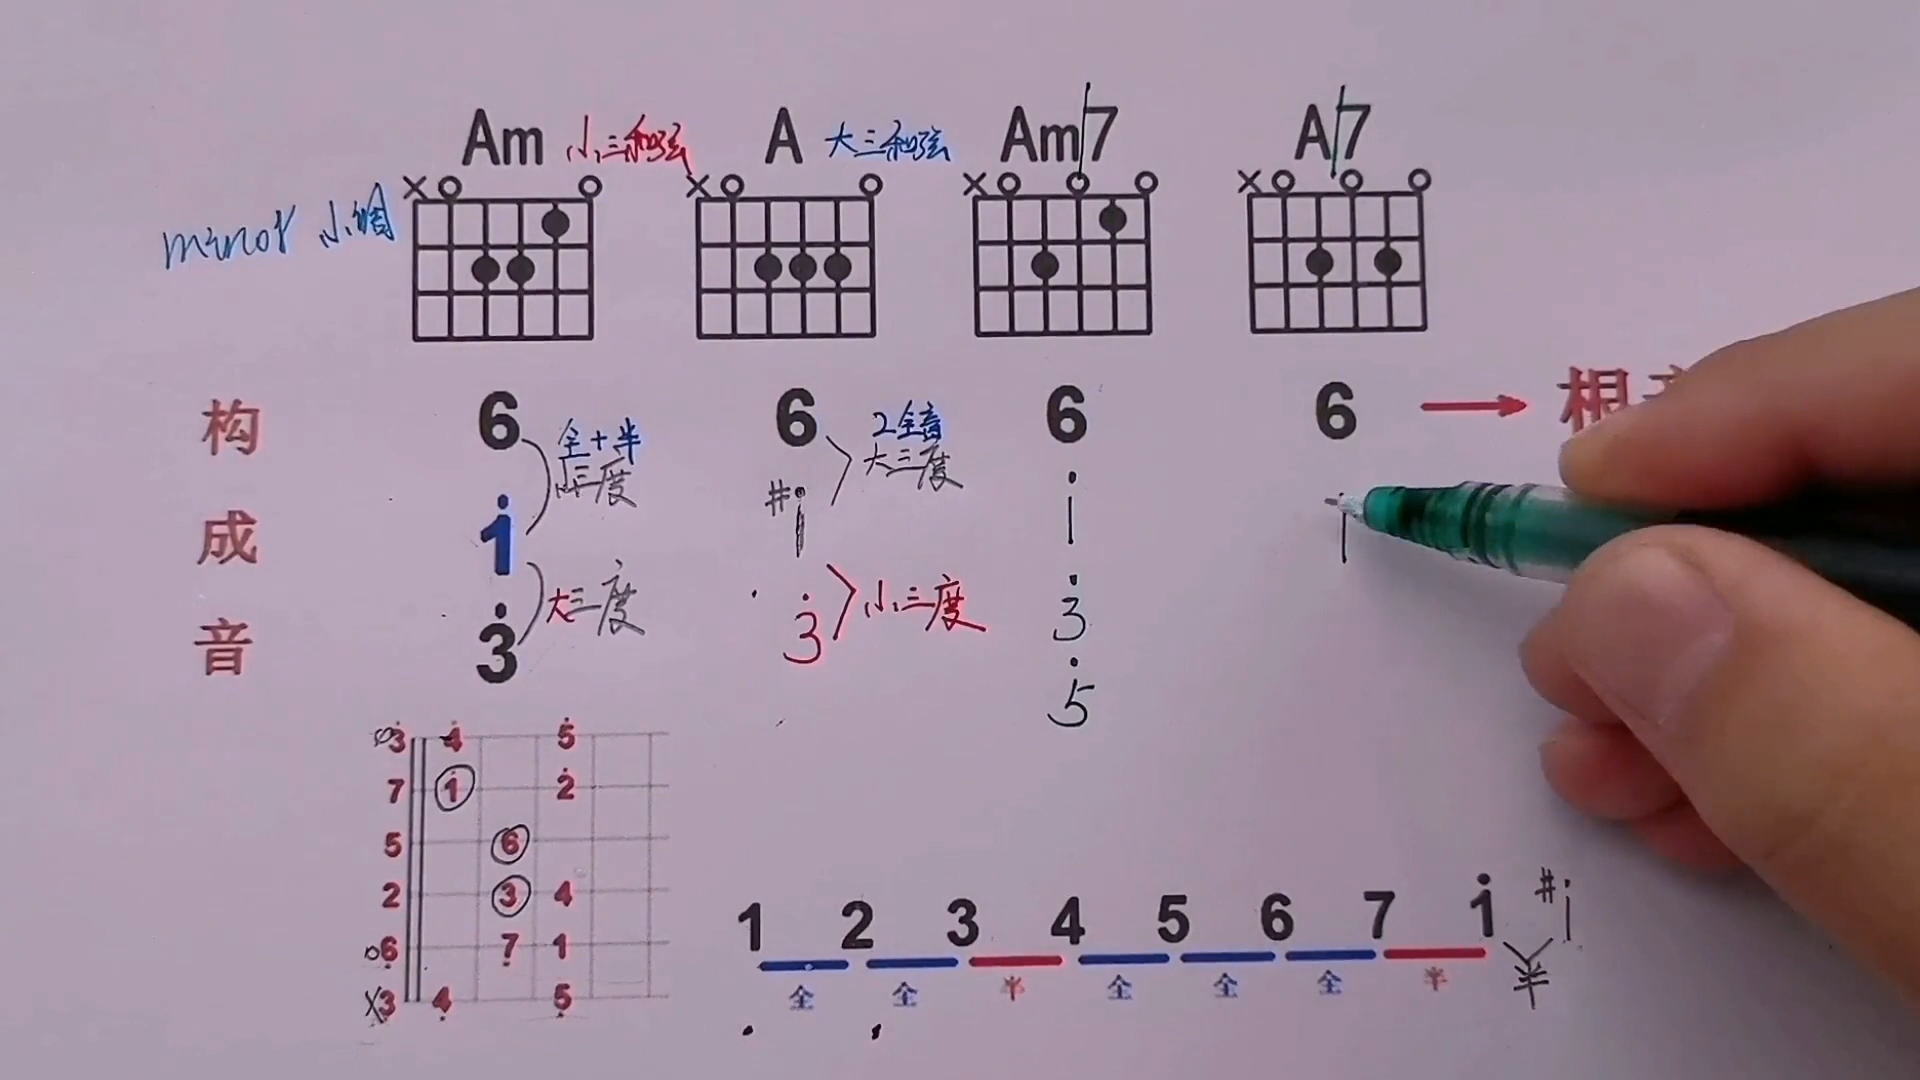 Am 小三和弦 A 大三和弦 Am7 A7
minor 小调
构 6 全+半 6 2全音 6 6 → 根
小三度 大三度
成 1 #i i i
音 3 大三度 3 小三度 3
5
3 4 5
7 1 2
5 6
2 3 4
6 7 1
X3 4 5
1 2 3 4 5 6 7 i #i
全 全 半 全 全 全 半 半